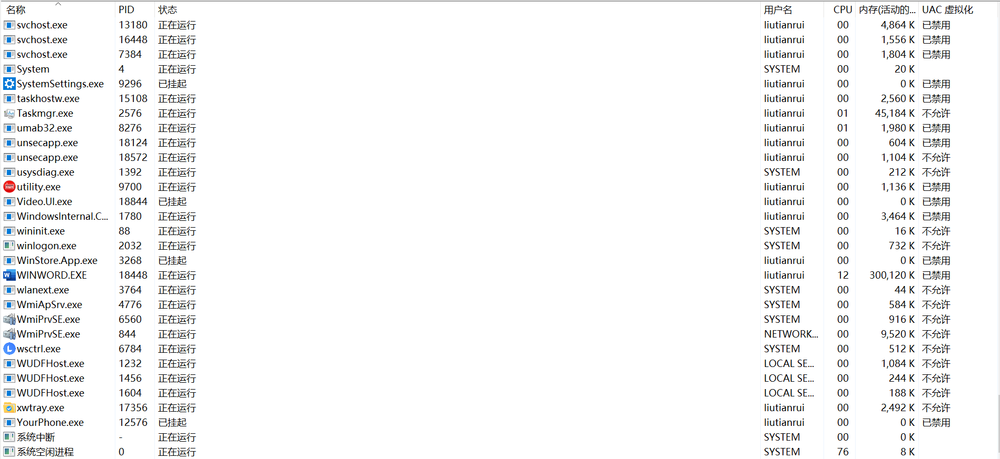 名称 PID 状态 用户名 CPU 内存(活动的... UAC 虚拟化
svchost.exe 13180 正在运行 liutianrui 00 4,864 K 已禁用
svchost.exe 16448 正在运行 liutianrui 00 1,556 K 已禁用
svchost.exe 7384 正在运行 liutianrui 00 1,804 K 已禁用
System 4 正在运行 SYSTEM 00 20 K
SystemSettings.exe 9296 已挂起 liutianrui 00 0 K 已禁用
taskhostw.exe 15108 正在运行 liutianrui 00 2,560 K 已禁用
Taskmgr.exe 2576 正在运行 liutianrui 01 45,184 K 不允许
umab32.exe 8276 正在运行 liutianrui 01 1,980 K 已禁用
unsecapp.exe 18124 正在运行 liutianrui 00 604 K 已禁用
unsecapp.exe 18572 正在运行 liutianrui 00 1,104 K 不允许
usysdiag.exe 1392 正在运行 SYSTEM 00 212 K 不允许
utility.exe 9700 正在运行 liutianrui 00 1,136 K 已禁用
Video.UI.exe 18844 已挂起 liutianrui 00 0 K 已禁用
WindowsInternal.C... 1780 正在运行 liutianrui 00 3,464 K 已禁用
wininit.exe 88 正在运行 SYSTEM 00 16 K 不允许
winlogon.exe 2032 正在运行 SYSTEM 00 732 K 不允许
WinStore.App.exe 3268 已挂起 liutianrui 00 0 K 已禁用
WINWORD.EXE 18448 正在运行 liutianrui 12 300,120 K 已禁用
wlanext.exe 3764 正在运行 SYSTEM 00 44 K 不允许
WmiApSrv.exe 4776 正在运行 SYSTEM 00 584 K 不允许
WmiPrvSE.exe 6560 正在运行 SYSTEM 00 916 K 不允许
WmiPrvSE.exe 844 正在运行 NETWORK... 00 9,520 K 不允许
wsctrl.exe 6784 正在运行 SYSTEM 00 512 K 不允许
WUDFHost.exe 1232 正在运行 LOCAL SE... 00 1,084 K 不允许
WUDFHost.exe 1456 正在运行 LOCAL SE... 00 244 K 不允许
WUDFHost.exe 1604 正在运行 LOCAL SE... 00 188 K 不允许
xwtray.exe 17356 正在运行 liutianrui 00 2,492 K 不允许
YourPhone.exe 12576 已挂起 liutianrui 00 0 K 已禁用
系统中断 - 正在运行 SYSTEM 00 0 K
系统空闲进程 0 正在运行 SYSTEM 76 8 K